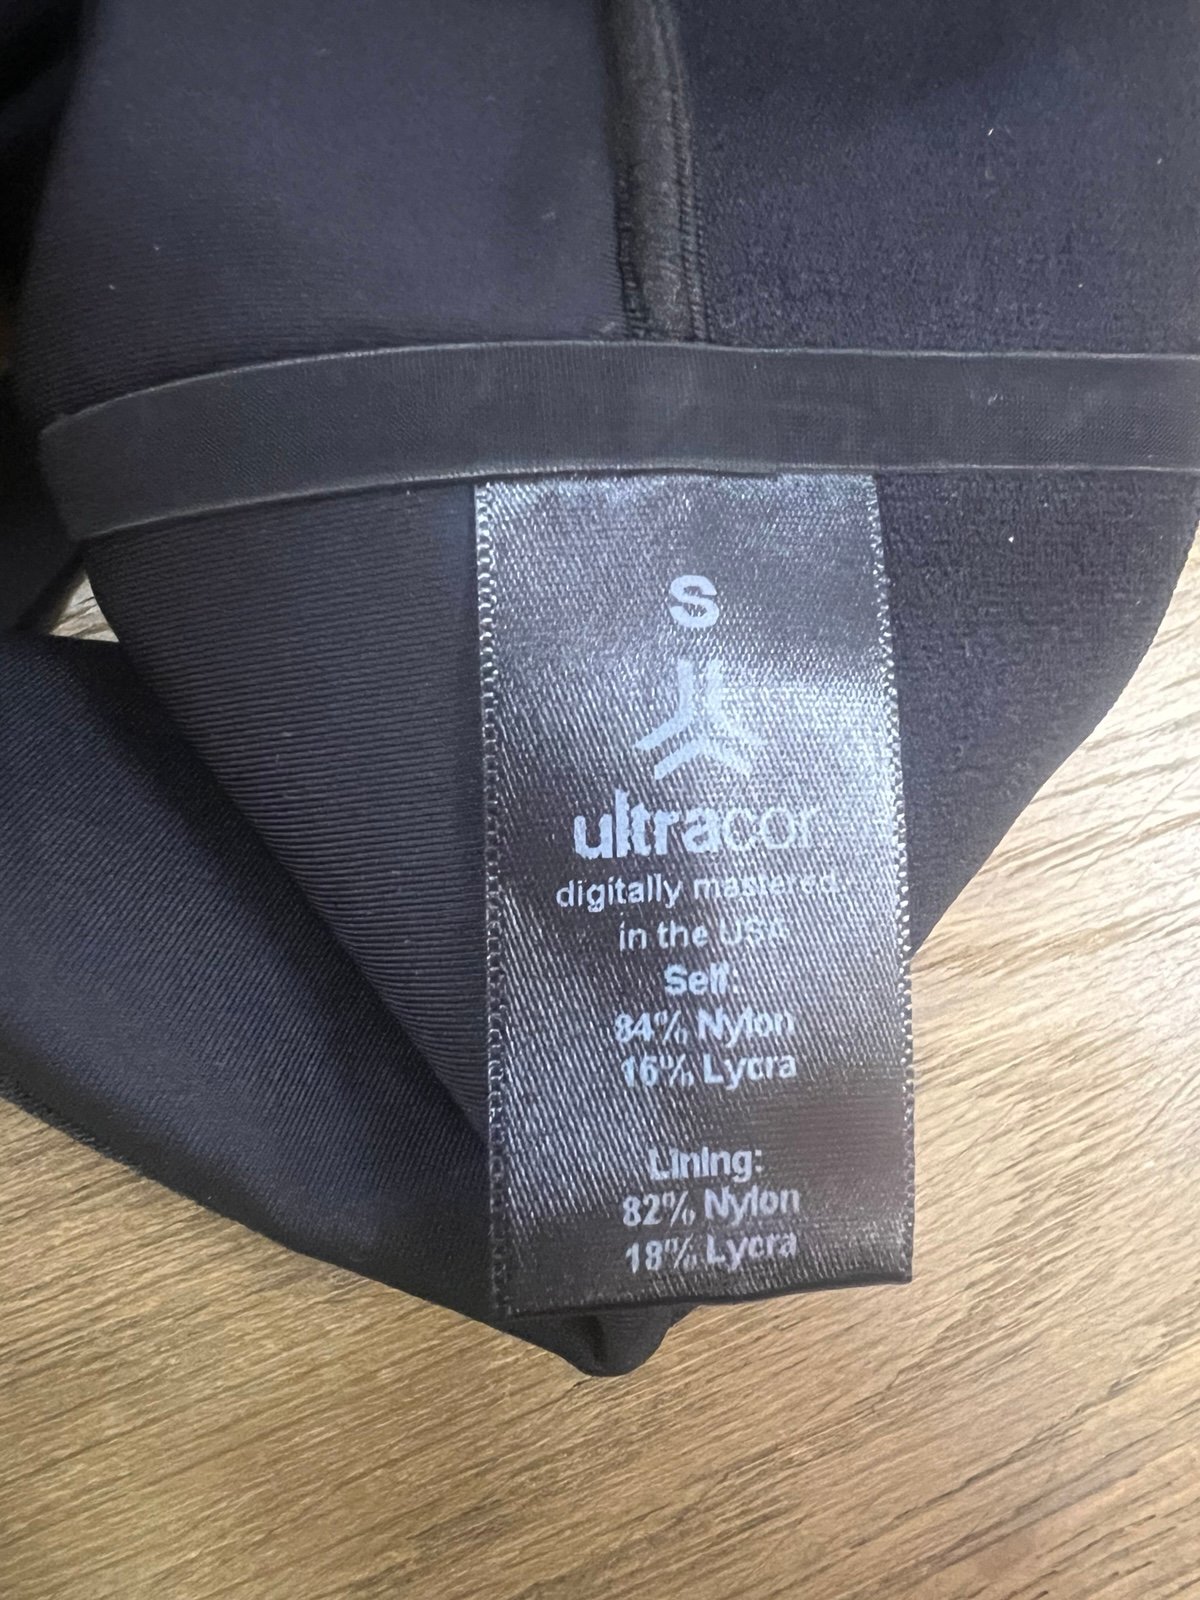 S
ultracor
digitally mastered
in the USA
Self:
84% Nylon
16% Lycra
Lining:
82% Nylon
18% Lycra